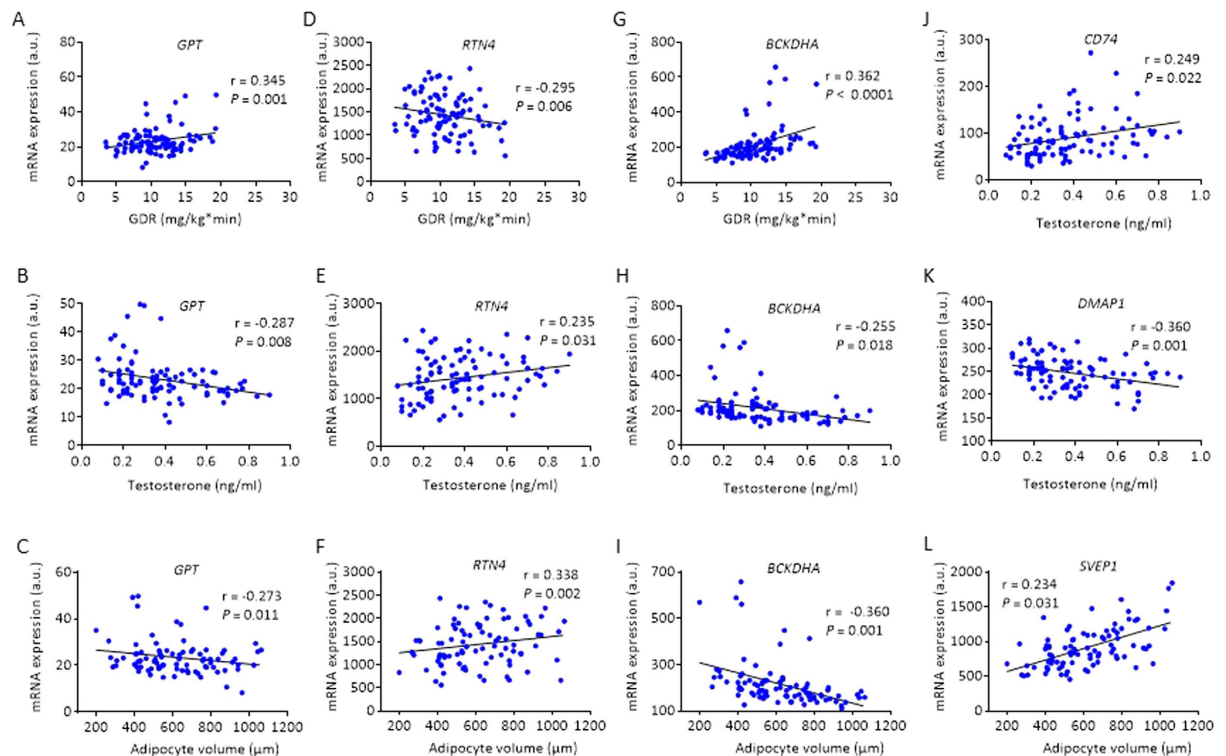 A
GPT
mRNA expression (a.u.)
80
60
40
20
0
r = 0.345
P = 0.001
0 5 10 15 20 25 30
GDR (mg/kg*min)
D
RTN4
mRNA expression (a.u.)
3000
2500
2000
1500
1000
500
0
r = -0.295
P = 0.006
0 5 10 15 20 25 30
GDR (mg/kg*min)
G
BCKDHA
mRNA expression (a.u.)
800
600
400
200
0
r = 0.362
P < 0.0001
0 10 20 30
GDR (mg/kg*min)
J
CD74
mRNA expression (a.u.)
300
200
100
0
r = 0.249
P = 0.022
0.0 0.2 0.4 0.6 0.8 1.0
Testosterone (ng/ml)
B
GPT
mRNA expression (a.u.)
50
40
30
20
10
0
r = -0.287
P = 0.008
0.0 0.2 0.4 0.6 0.8 1.0
Testosterone (ng/ml)
E
RTN4
mRNA expression (a.u.)
3000
2000
1000
0
r = 0.235
P = 0.031
0.0 0.2 0.4 0.6 0.8 1.0
Testosterone (ng/ml)
H
BCKDHA
mRNA expression (a.u.)
800
600
400
200
0
r = -0.255
P = 0.018
0.0 0.2 0.4 0.6 0.8 1.0
Testosterone (ng/ml)
K
DMAP1
mRNA expression (a.u.)
400
350
300
250
200
150
100
r = -0.360
P = 0.001
0.0 0.2 0.4 0.6 0.8 1.0
Testosterone (ng/ml)
C
GPT
mRNA expression (a.u.)
60
40
20
0
r = -0.273
P = 0.011
0 200 400 600 800 1000 1200
Adipocyte volume (μm)
F
RTN4
mRNA expression (a.u.)
3000
2500
2000
1500
1000
500
0
r = 0.338
P = 0.002
200 400 600 800 1000 1200
Adipocyte volume (μm)
I
BCKDHA
mRNA expression (a.u.)
700
500
300
100
r = -0.360
P = 0.001
0 200 400 600 800 1000 1200
Adipocyte volume (μm)
L
SVEP1
mRNA expression (a.u.)
2000
1500
1000
500
0
r = 0.234
P = 0.031
0 200 400 600 800 1000 1200
Adipocyte volume (μm)